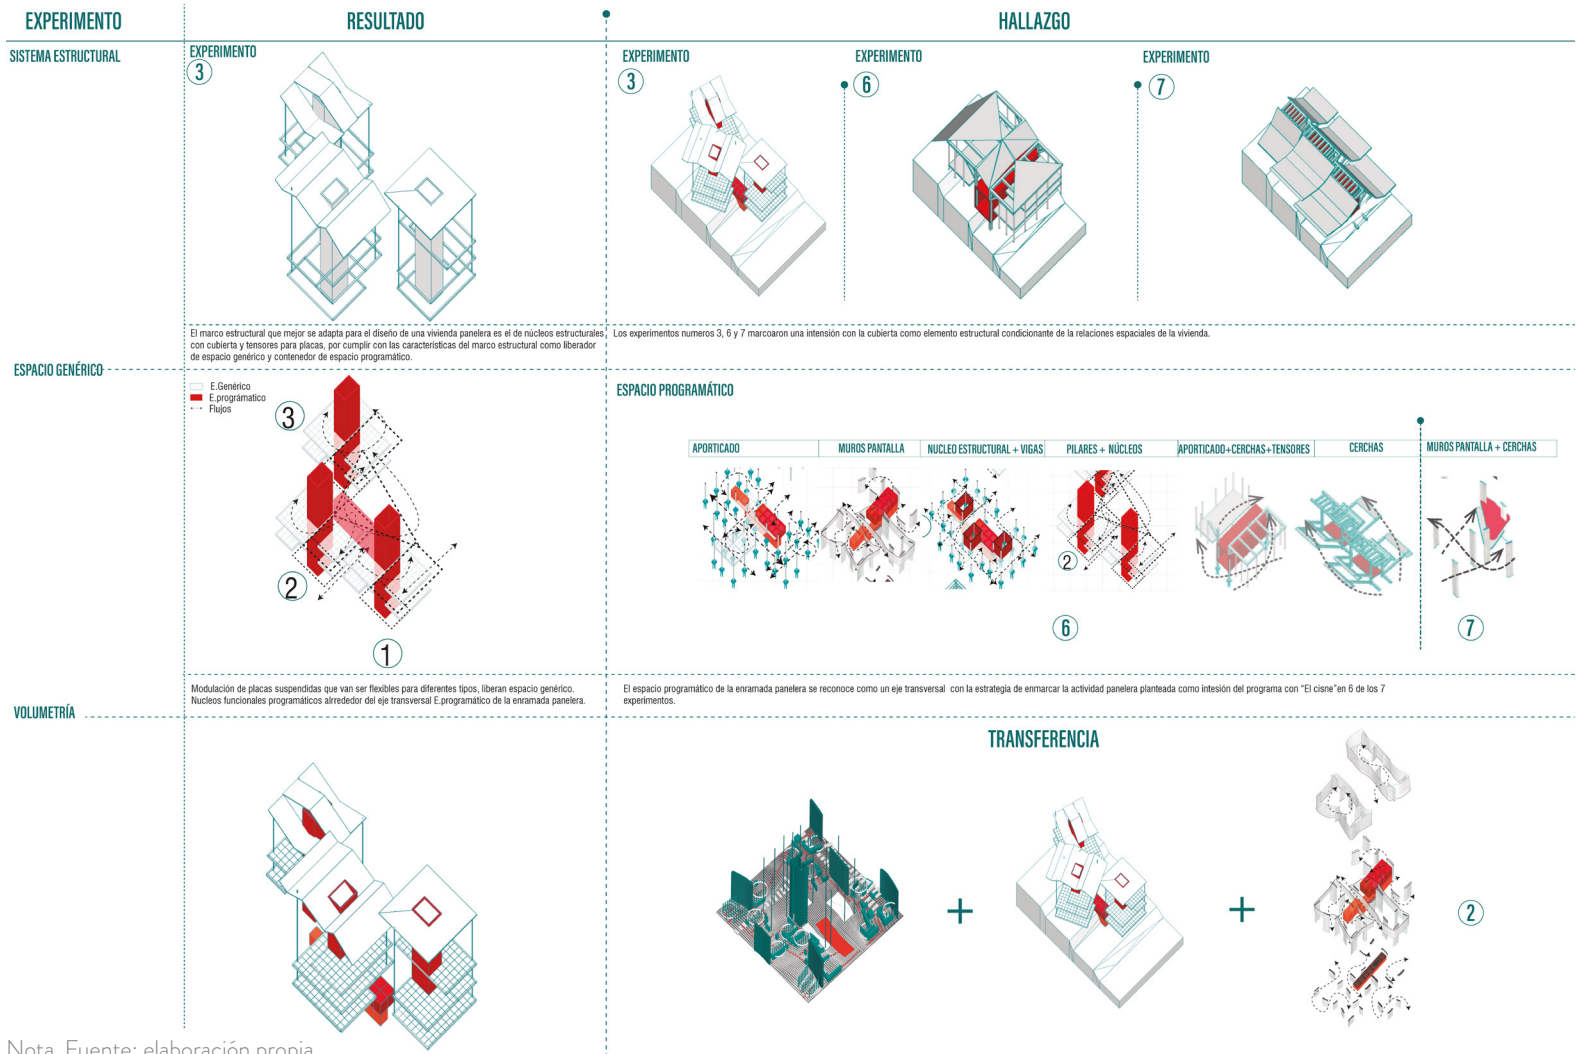 EXPERIMENTO
RESULTADO
HALLAZGO
SISTEMA ESTRUCTURAL
EXPERIMENTO
3
EXPERIMENTO
3
EXPERIMENTO
6
EXPERIMENTO
7
El marco estructural que mejor se adapta para el diseño de una vivienda panelera es el de núcleos estructurales
con cubierta y tensores para placas, por cumplir con las características del marco estructural como liberador
de espacio genérico y contenedor de espacio programático.
Los experimentos numeros 3, 6 y 7 marcoaron una intensión con la cubierta como elemento estructural condicionante de la relaciones espaciales de la vivienda.
ESPACIO GENÉRICO
E.Genérico
E.prográmatico
Flujos
3
2
1
ESPACIO PROGRAMÁTICO
APORTICADO
MUROS PANTALLA
NUCLEO ESTRUCTURAL + VIGAS
PILARES + NÚCLEOS
APORTICADO+CERCHAS+TENSORES
CERCHAS
MUROS PANTALLA + CERCHAS
2
6
7
Modulación de placas suspendidas que van ser flexibles para diferentes tipos, liberan espacio genérico.
Nucleos funcionales programáticos alrrededor del eje transversal E.programático de la enramada panelera.
El espacio programático de la enramada panelera se reconoce como un eje transversal con la estrategia de enmarcar la actividad panelera planteada como intesión del programa con "El cisne"en 6 de los 7
experimentos.
VOLUMETRÍA
TRANSFERENCIA
+
+
2
Nota. Fuente: elaboración propia